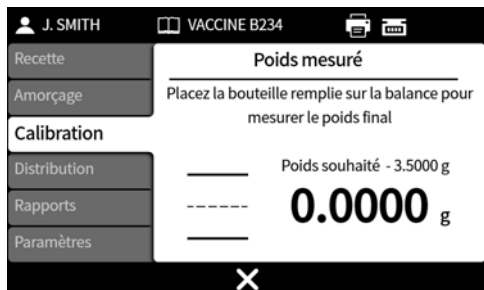 J. SMITH
VACCINE B234
Recette
Amorçage
Calibration
Distribution
Rapports
Paramètres
Poids mesuré
Placez la bouteille remplie sur la balance pour
mesurer le poids final
Poids souhaité - 3.5000 g
0.0000 g